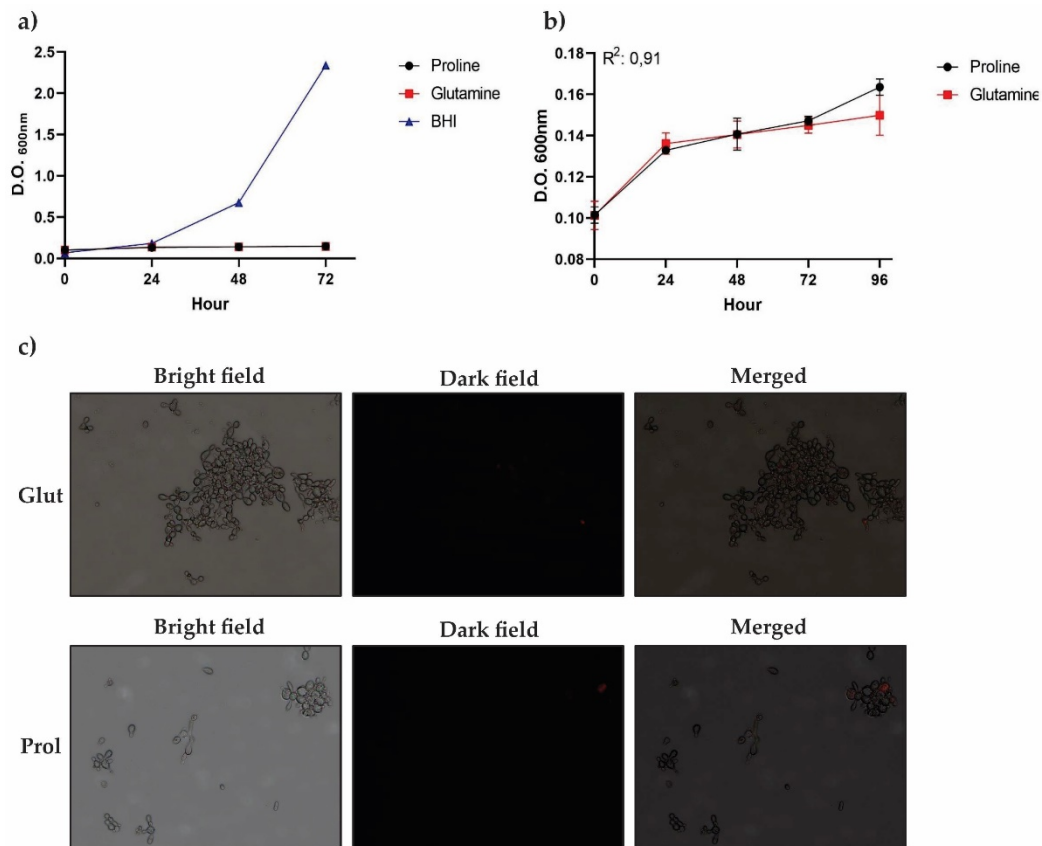 a)
2.5
2.0
1.5
1.0
0.5
0.0
D.O. 600nm
0
24
48
72
Hour
Proline
Glutamine
BHI
b)
R2: 0,91
0.18
0.16
0.14
0.12
0.10
0.08
D.O. 600nm
0
24
48
72
96
Hour
Proline
Glutamine
c)
Bright field Dark field Merged
Glut
Bright field Dark field Merged
Prol